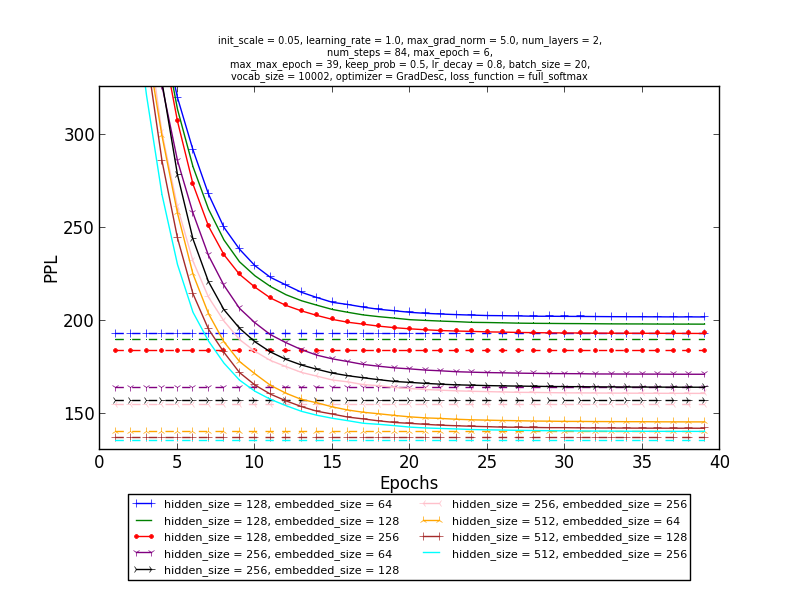 init_scale = 0.05, learning_rate = 1.0, max_grad_norm = 5.0, num_layers = 2,
num_steps = 84, max_epoch = 6,
max_max_epoch = 39, keep_prob = 0.5, lr_decay = 0.8, batch_size = 20,
vocab_size = 10002, optimizer = GradDesc, loss_function = full_softmax
300
250
200
150
PPL
0 5 10 15 20 25 30 35 40
Epochs
hidden_size = 128, embedded_size = 64
hidden_size = 128, embedded_size = 128
hidden_size = 128, embedded_size = 256
hidden_size = 256, embedded_size = 64
hidden_size = 256, embedded_size = 128
hidden_size = 256, embedded_size = 256
hidden_size = 512, embedded_size = 64
hidden_size = 512, embedded_size = 128
hidden_size = 512, embedded_size = 256